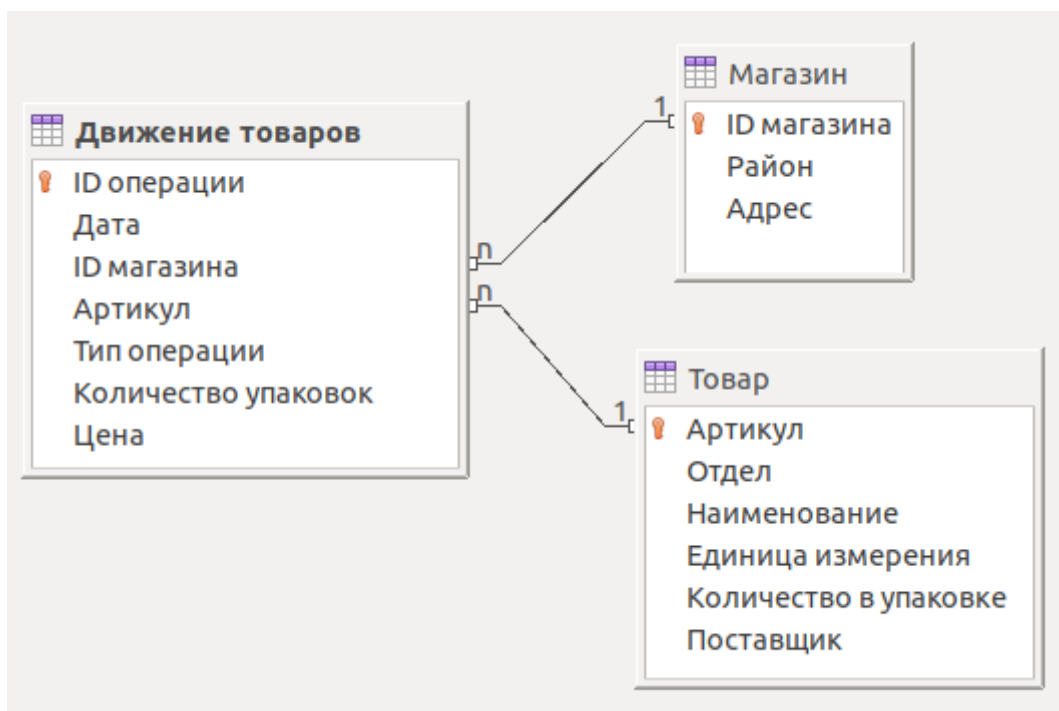 Движение товаров
ID операции
Дата
ID магазина
Артикул
Тип операции
Количество упаковок
Цена
n
n
1
1
Магазин
ID магазина
Район
Адрес
Товар
Артикул
Отдел
Наименование
Единица измерения
Количество в упаковке
Поставщик